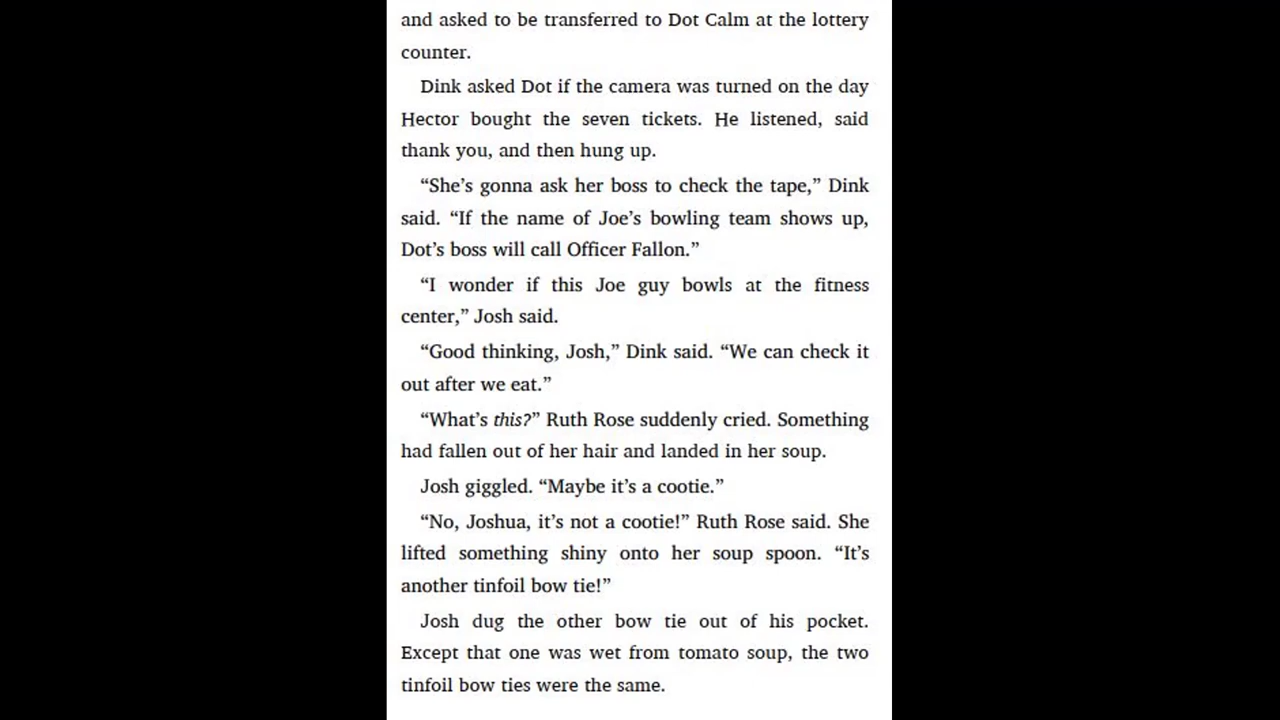 and asked to be transferred to Dot Calm at the lottery
counter.
Dink asked Dot if the camera was turned on the day
Hector bought the seven tickets. He listened, said
thank you, and then hung up.
“She’s gonna ask her boss to check the tape,” Dink
said. “If the name of Joe’s bowling team shows up,
Dot’s boss will call Officer Fallon.”
“I wonder if this Joe guy bowls at the fitness
center,” Josh said.
“Good thinking, Josh,” Dink said. “We can check it
out after we eat.”
“What’s this?” Ruth Rose suddenly cried. Something
had fallen out of her hair and landed in her soup.
Josh giggled. “Maybe it’s a cootie.”
“No, Joshua, it’s not a cootie!” Ruth Rose said. She
lifted something shiny onto her soup spoon. “It’s
another tinfoil bow tie!”
Josh dug the other bow tie out of his pocket.
Except that one was wet from tomato soup, the two
tinfoil bow ties were the same.